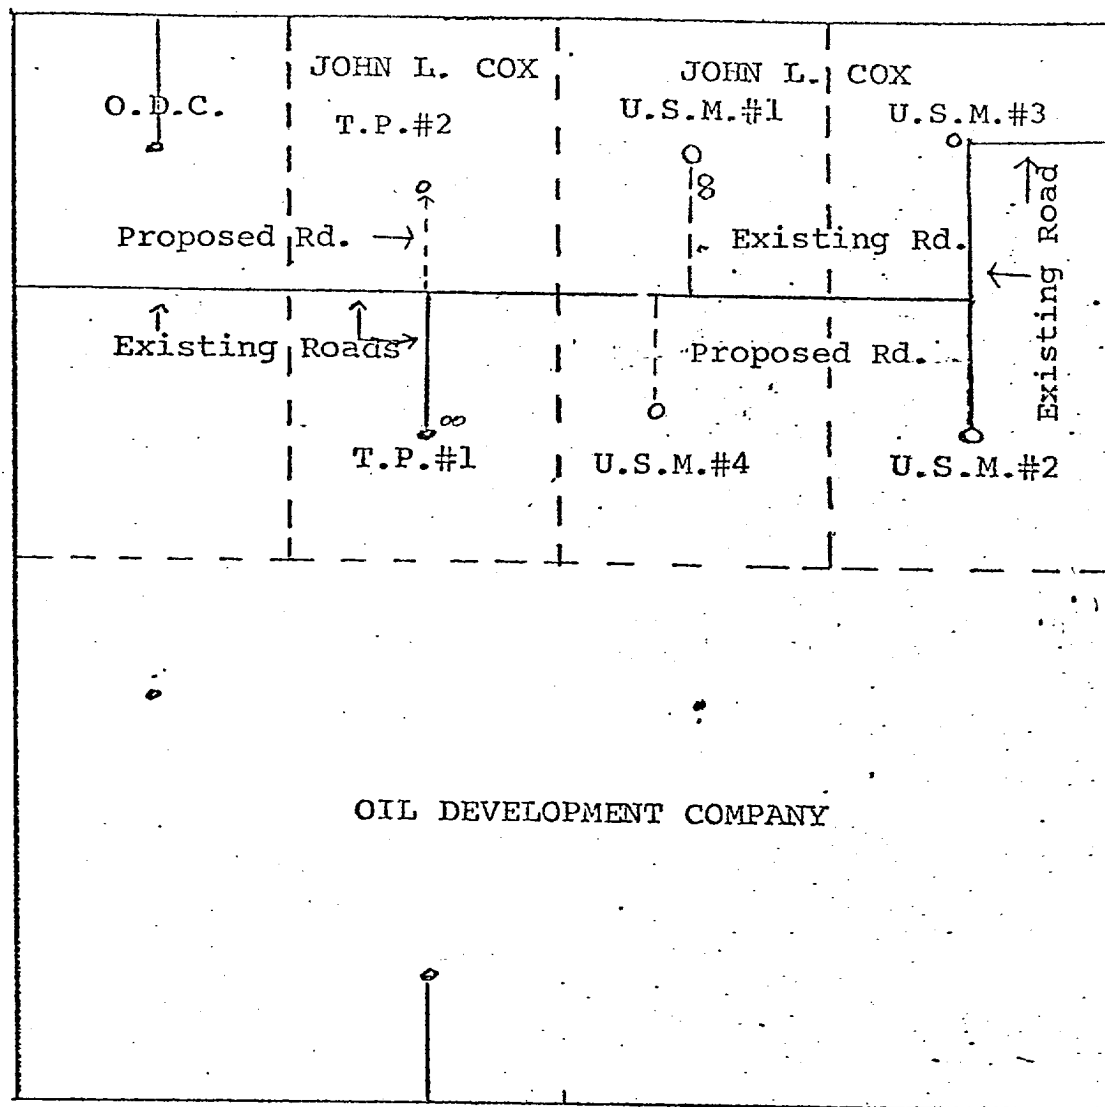 JOHN L. COX
JOHN L. COX
O.D.C.
T.P.#2
U.S.M.#1
U.S.M.#3
Proposed Rd.
Existing Rd.
Existing Road
Existing Roads
Proposed Rd.
T.P.#1
U.S.M.#4
U.S.M.#2
OIL DEVELOPMENT COMPANY